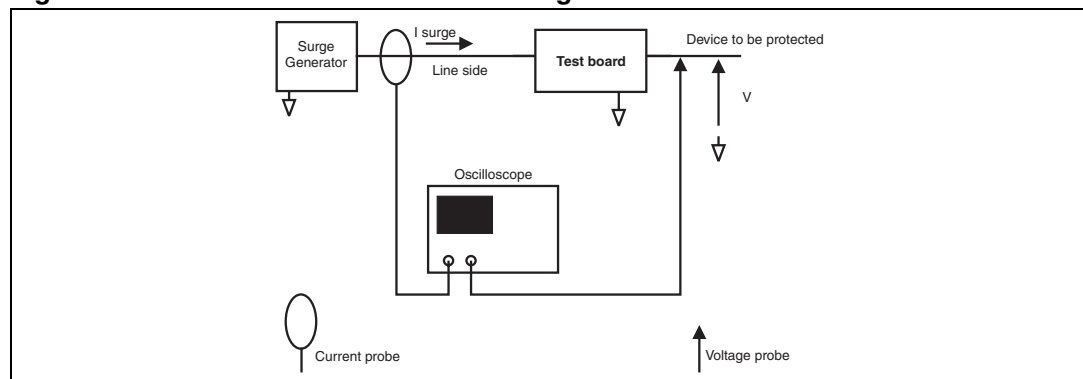 I surge
Surge
Generator
Line side
Test board
Device to be protected
V
Oscilloscope
Current probe
Voltage probe